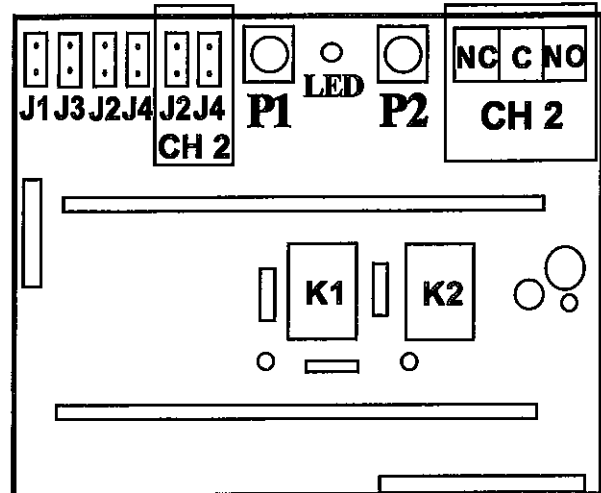 NC C NO
LED
J1 J3 J2 J4 J2 J4 P1 P2 CH 2
CH 2
K1 K2